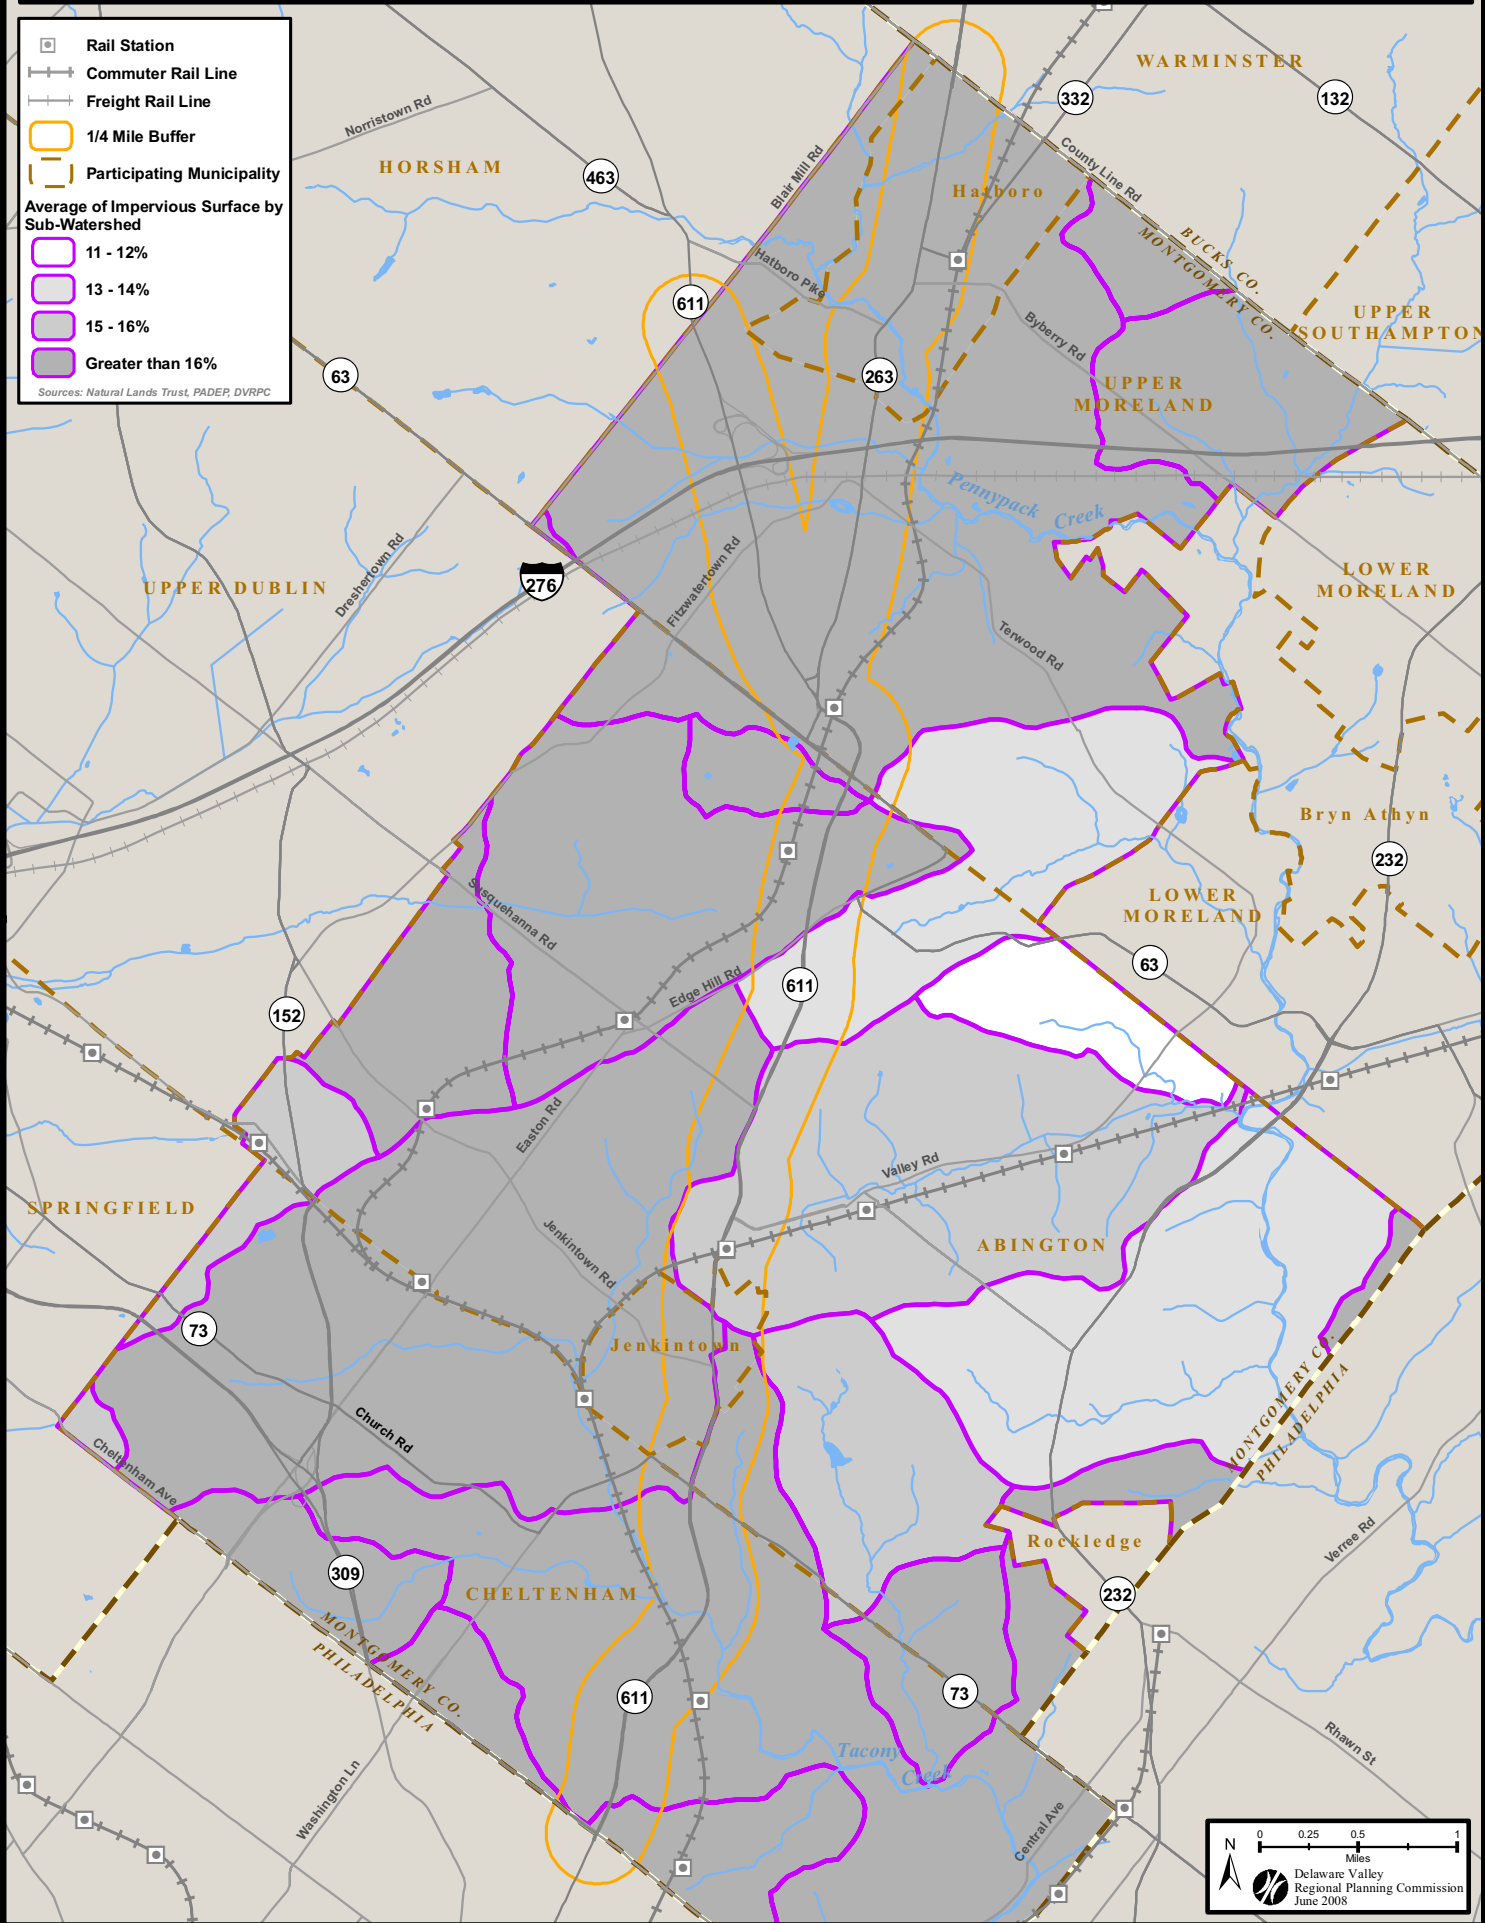 Rail Station
Commuter Rail Line
Freight Rail Line
1/4 Mile Buffer
Participating Municipality
Average of Impervious Surface by
Sub-Watershed
11 - 12%
13 - 14%
15 - 16%
Greater than 16%
Sources: Natural Lands Trust, PADEP, DVRPC
WARMINSTER
332
132
Norristown Rd
HORSHAM
463
Blair Mill Rd
County Line Rd
Hatboro
BUCKS CO.
MONTGOMERY CO.
Hatboro Pike
611
UPPER
SOUTHAMPTON
Byberry Rd
63
263
UPPER
MORELAND
Pennypack
Creek
Dreshertown Rd
276
Fitzwatertown Rd
UPPER DUBLIN
LOWER
MORELAND
Terwood Rd
Bryn Athyn
232
Susquehanna Rd
LOWER
MORELAND
63
Edge Hill Rd
611
152
Easton Rd
Valley Rd
SPRINGFIELD
Jenkintown Rd
ABINGTON
73
Jenkintown
MONTGOMERY CO.
PHILADELPHIA
Church Rd
Cheltenham Ave
Rockledge
Verree Rd
309
CHELTENHAM
232
MONTGOMERY CO.
PHILADELPHIA
611
73
Rhawn St
Tacony
Creek
Washington Ln
Central Ave
N
0 0.25 0.5 1
Miles
Delaware Valley
Regional Planning Commission
June 2008